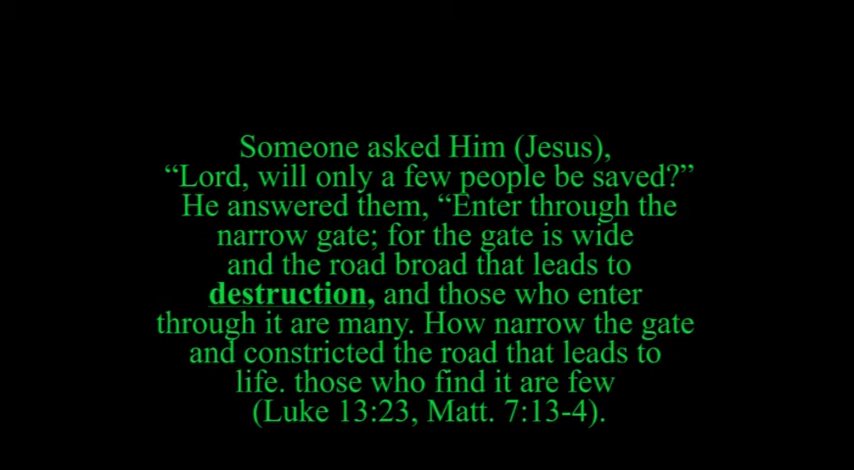 Someone asked Him (Jesus),
“Lord, will only a few people be saved?”
He answered them, “Enter through the
narrow gate; for the gate is wide
and the road broad that leads to
destruction, and those who enter
through it are many. How narrow the gate
and constricted the road that leads to
life. those who find it are few
(Luke 13:23, Matt. 7:13-4).